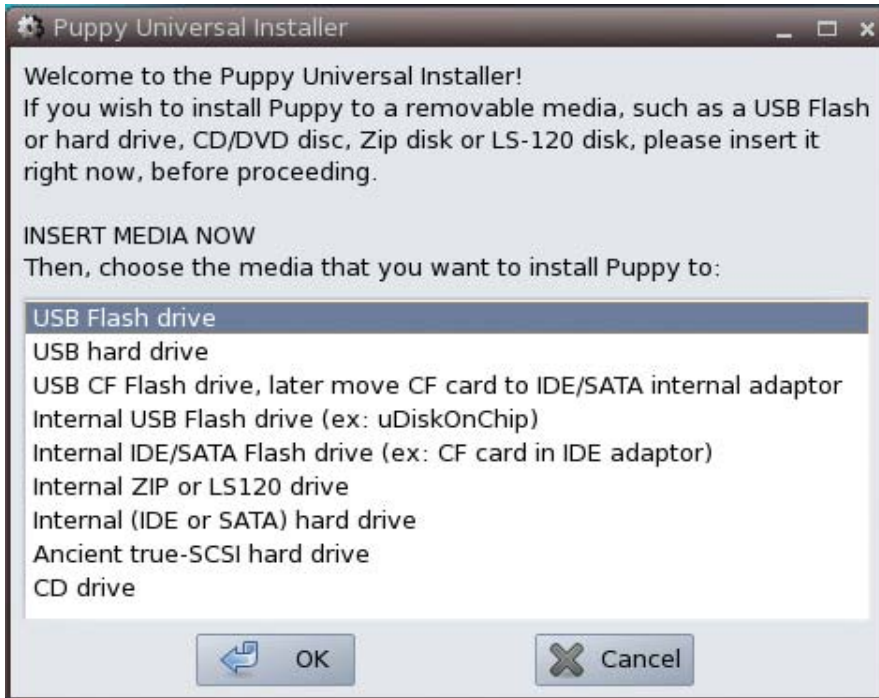 Puppy Universal Installer
Welcome to the Puppy Universal Installer!
If you wish to install Puppy to a removable media, such as a USB Flash
or hard drive, CD/DVD disc, Zip disk or LS-120 disk, please insert it
right now, before proceeding.
INSERT MEDIA NOW
Then, choose the media that you want to install Puppy to:
USB Flash drive
USB hard drive
USB CF Flash drive, later move CF card to IDE/SATA internal adaptor
Internal USB Flash drive (ex: uDiskOnChip)
Internal IDE/SATA Flash drive (ex: CF card in IDE adaptor)
Internal ZIP or LS120 drive
Internal (IDE or SATA) hard drive
Ancient true-SCSI hard drive
CD drive
OK Cancel